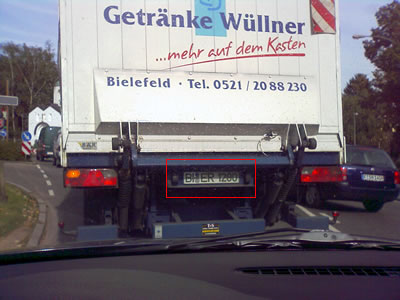 Getränke Wüllner
...mehr auf dem Kasten
Bielefeld · Tel. 0521 / 20 88 230